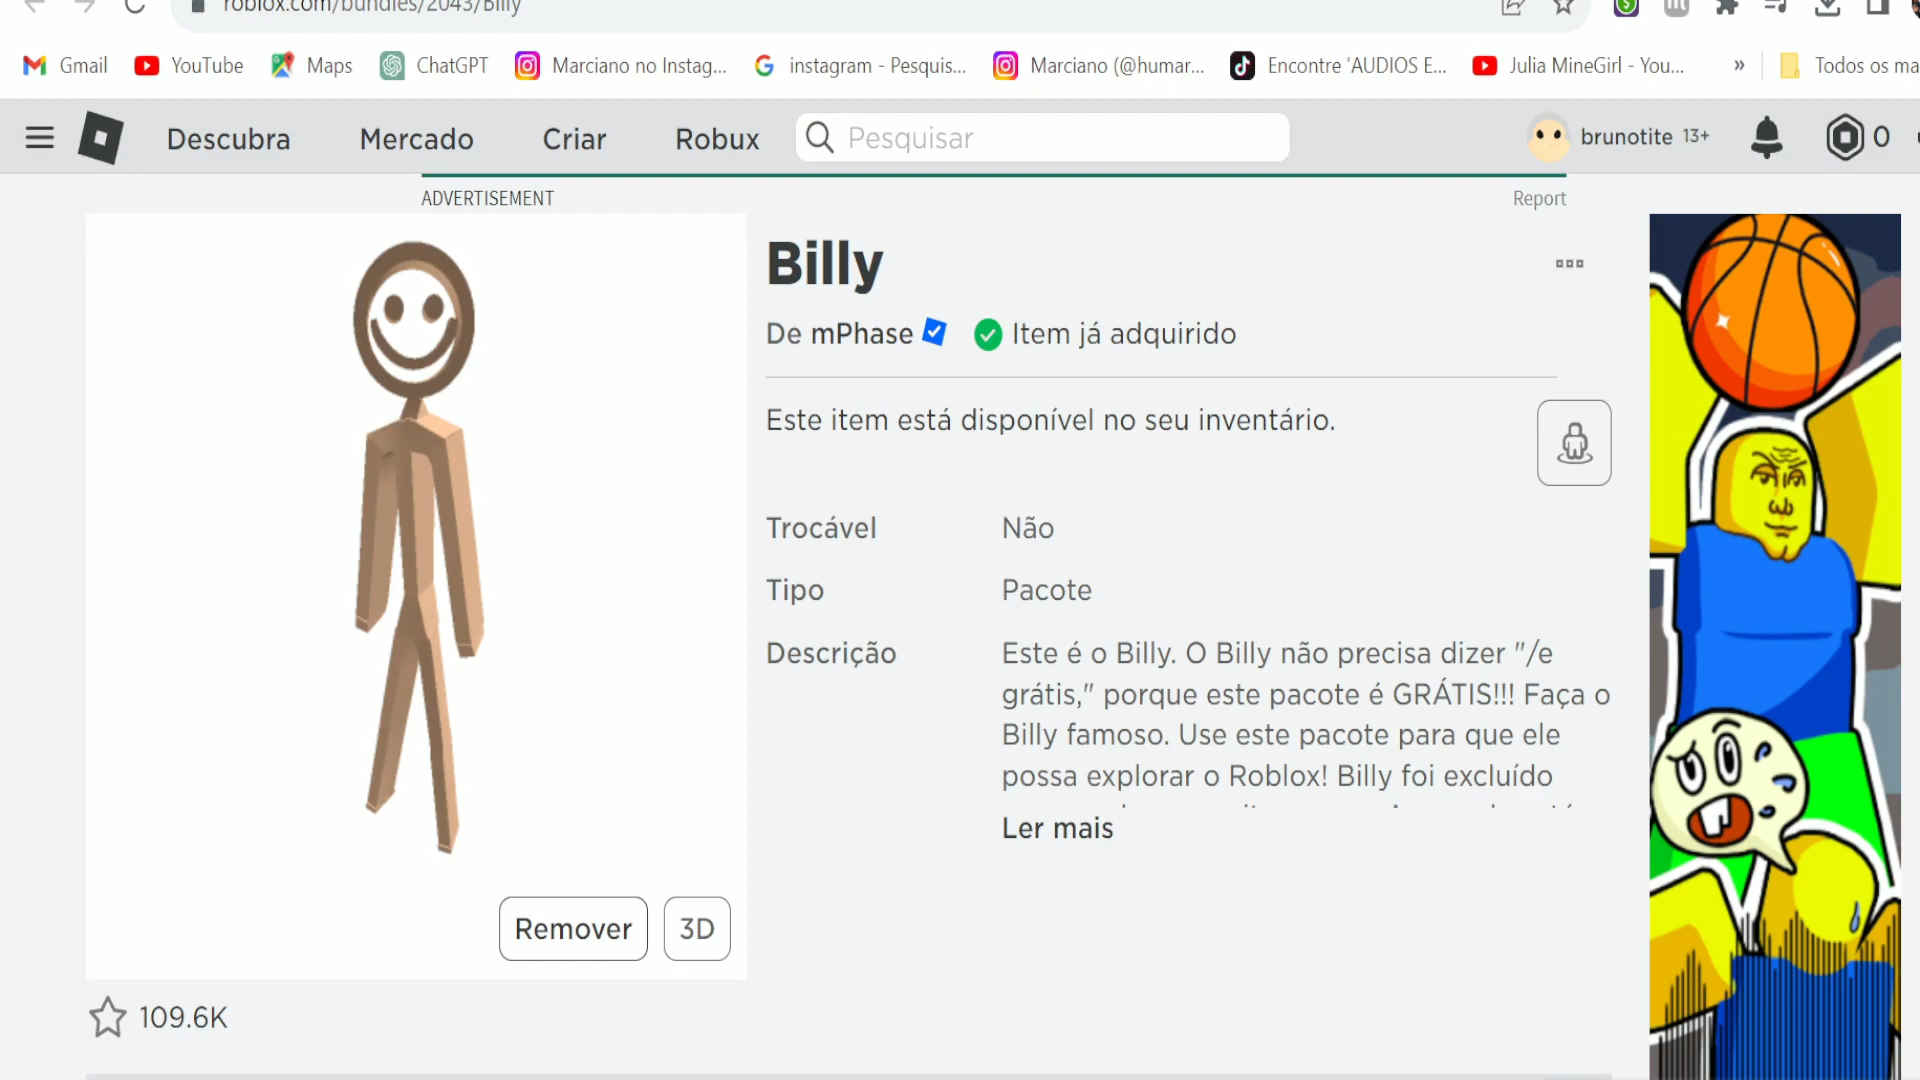 roblox.com/bundles/2043/Billy
Gmail YouTube Maps ChatGPT Marciano no Instag... instagram - Pesquis... Marciano (@humar... Encontre 'AUDIOS E... Julia MineGirl - You... » Todos os ma
Descubra Mercado Criar Robux Pesquisar brunotite 13+ 0
ADVERTISEMENT Report
Billy
De mPhase Item já adquirido
Este item está disponível no seu inventário.
Trocável Não
Tipo Pacote
Descrição Este é o Billy. O Billy não precisa dizer "/e
grátis," porque este pacote é GRÁTIS!!! Faça o
Billy famoso. Use este pacote para que ele
possa explorar o Roblox! Billy foi excluído
Ler mais
Remover 3D
109.6K